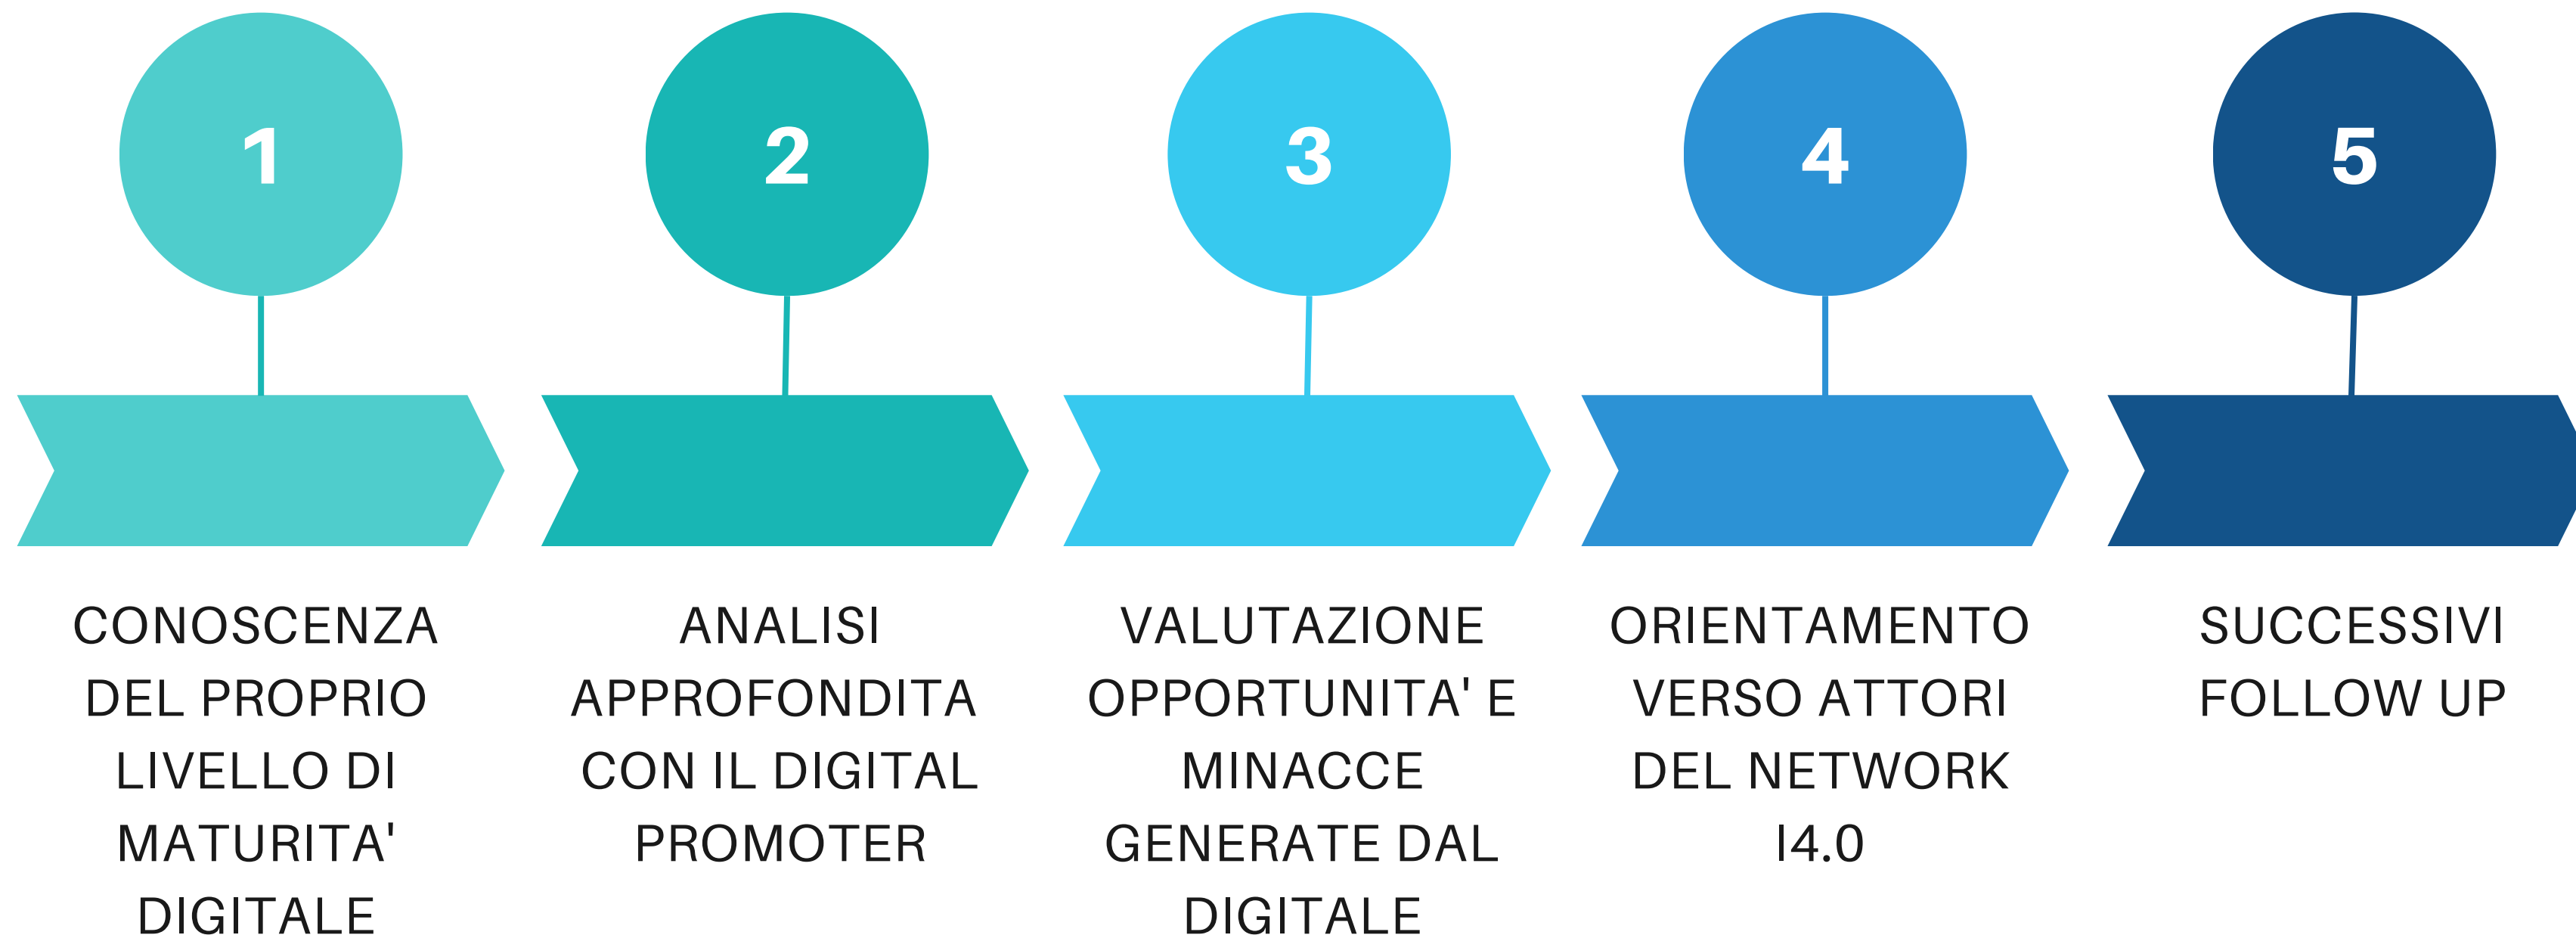 1
CONOSCENZA
DEL PROPRIO
LIVELLO DI
MATURITA'
DIGITALE
2
ANALISI
APPROFONDITA
CON IL DIGITAL
PROMOTER
3
VALUTAZIONE
OPPORTUNITA' E
MINACCE
GENERATE DAL
DIGITALE
4
ORIENTAMENTO
VERSO ATTORI
DEL NETWORK
I4.0
5
SUCCESSIVI
FOLLOW UP